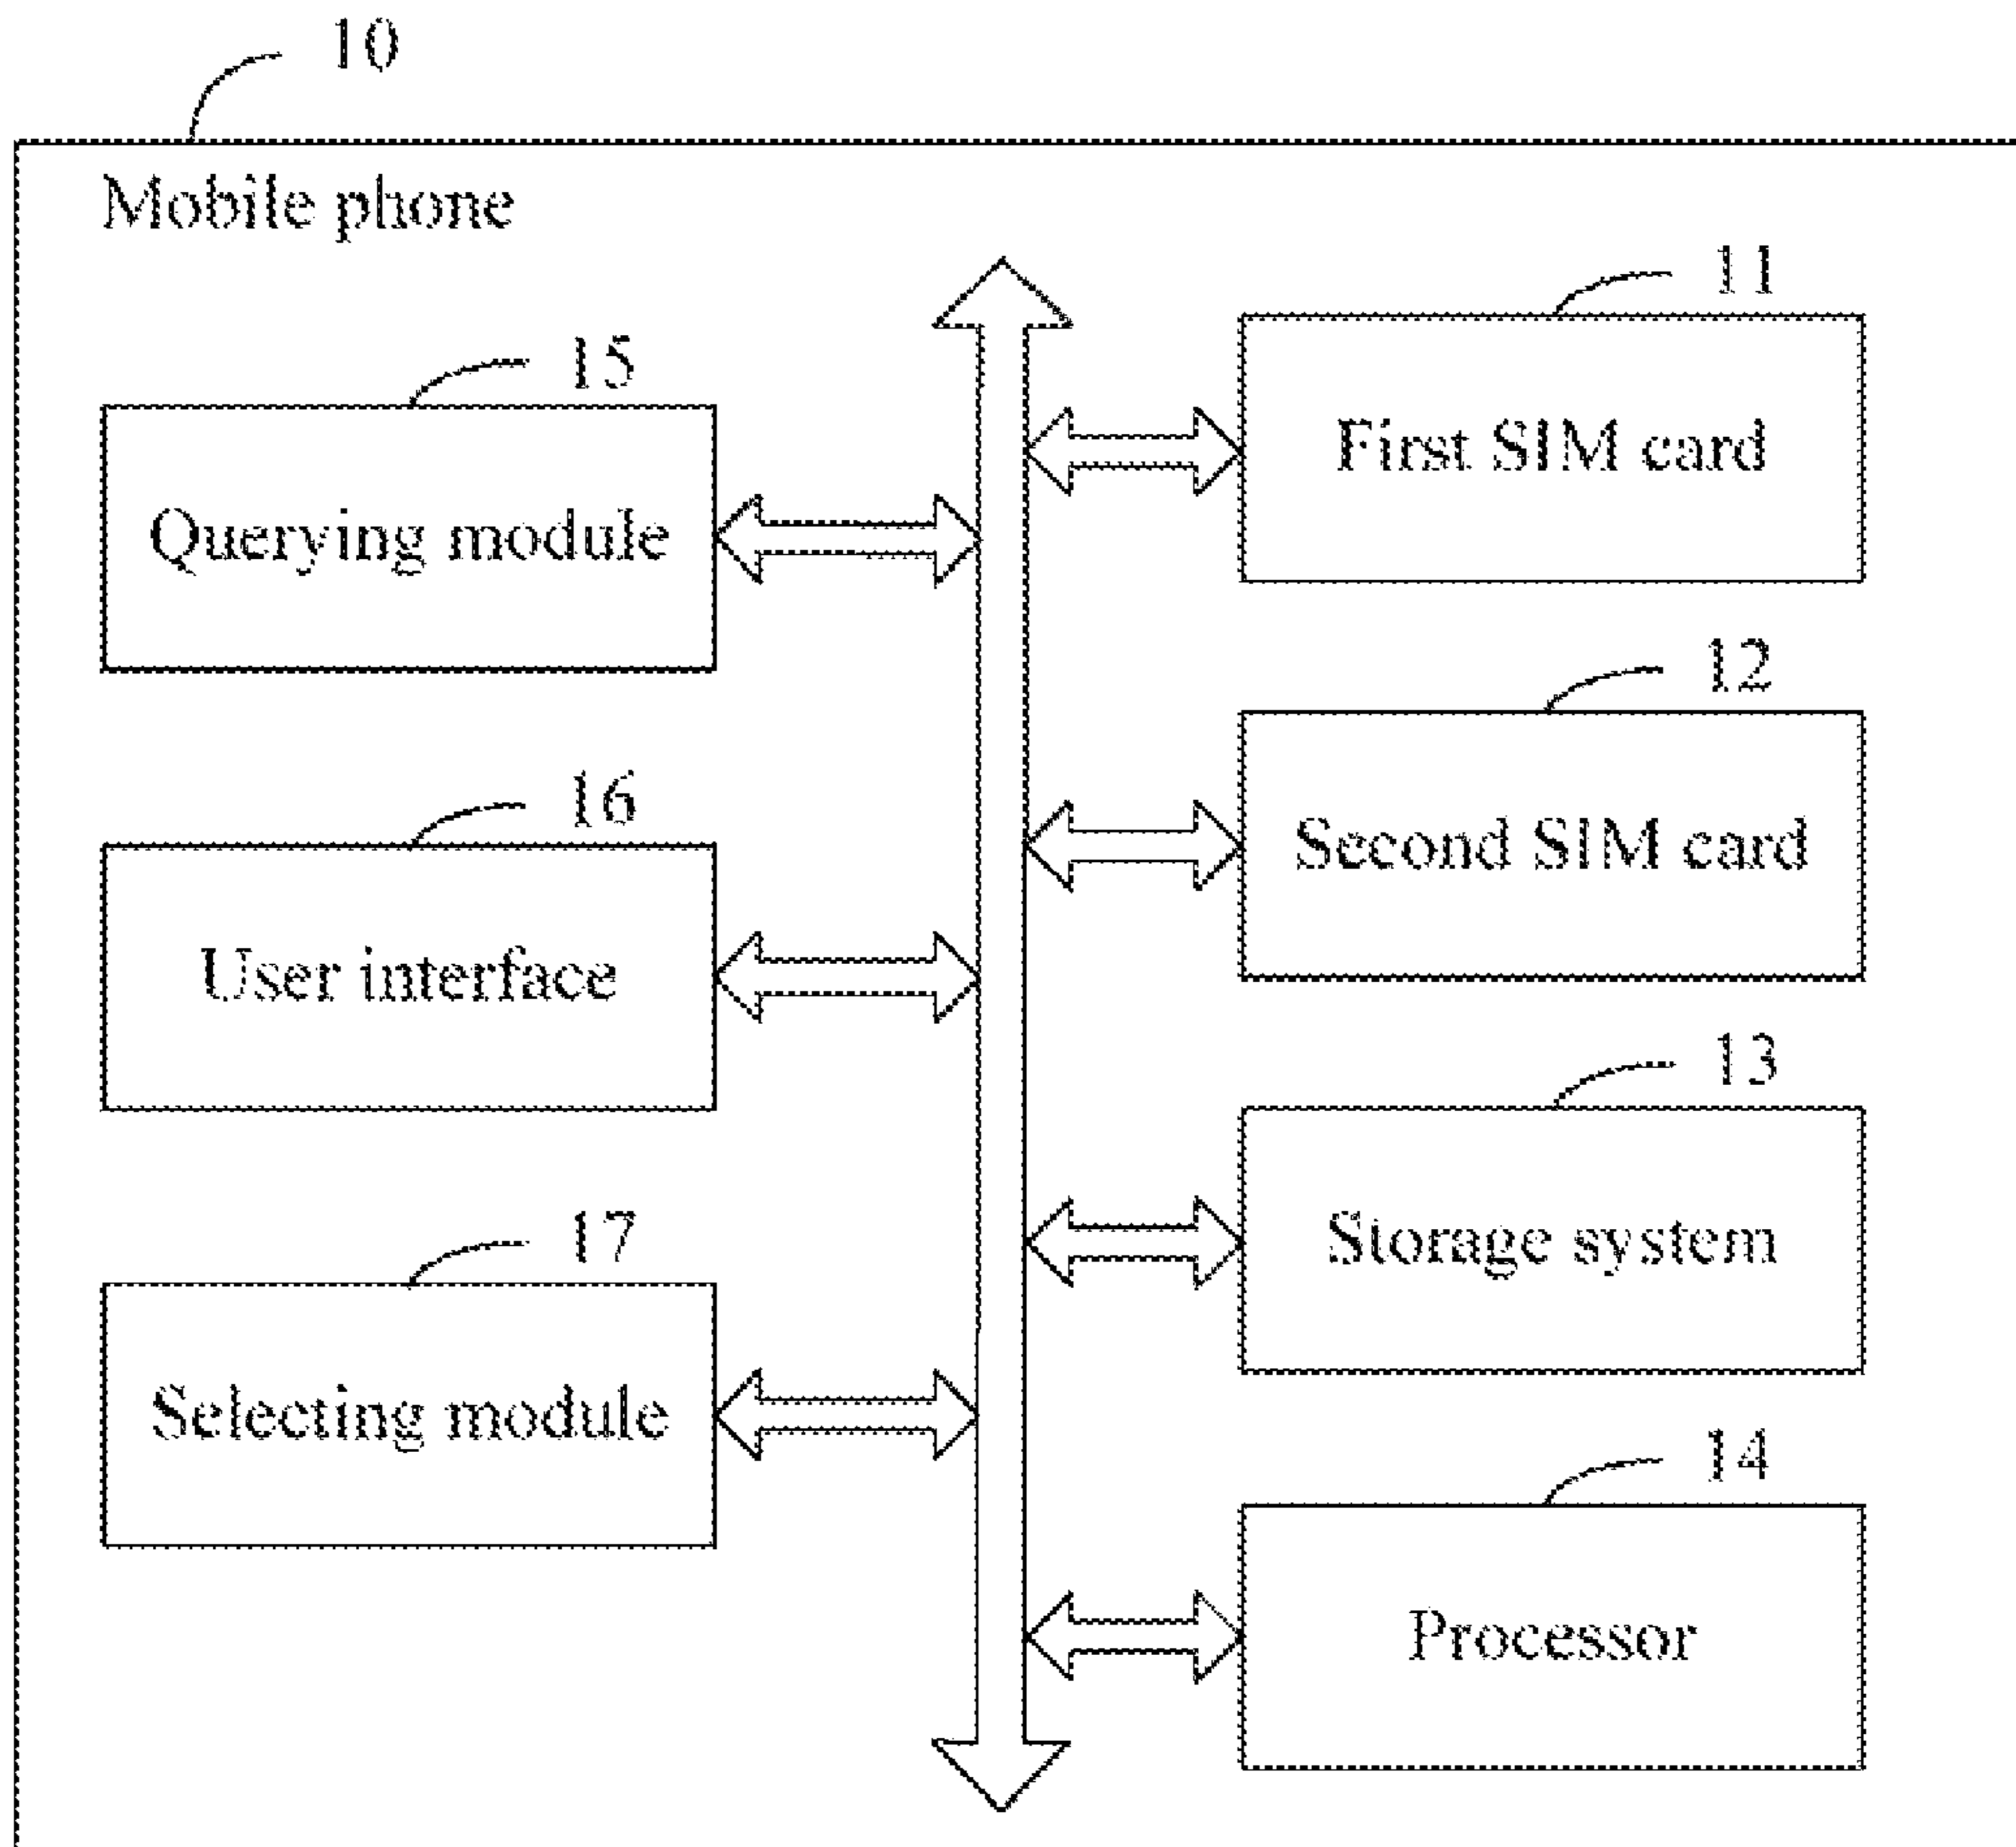 10
Mobile phone
11
First SIM card
15
Querying module
12
Second SIM card
16
User interface
13
Storage system
17
Selecting module
14
Processor